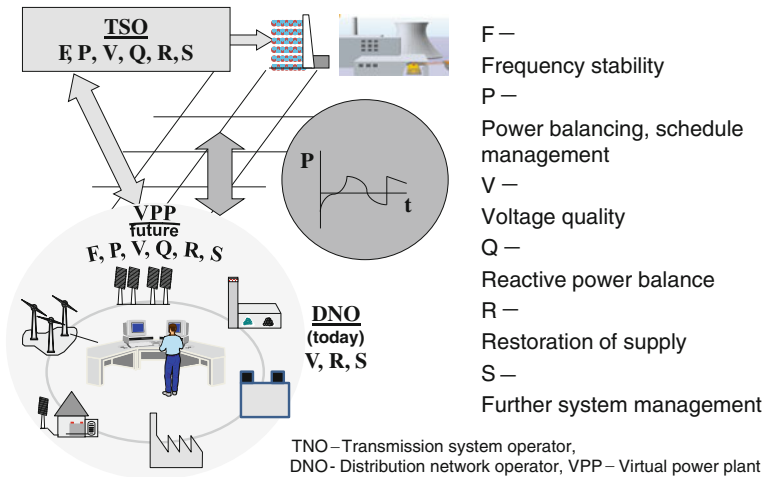 TSO
F, P, V, Q, R, S
P
t
VPP
future
F, P, V, Q, R, S
DNO
(today)
V, R, S
F –
Frequency stability
P –
Power balancing, schedule
management
V –
Voltage quality
Q –
Reactive power balance
R –
Restoration of supply
S –
Further system management
TNO – Transmission system operator,
DNO - Distribution network operator, VPP – Virtual power plant